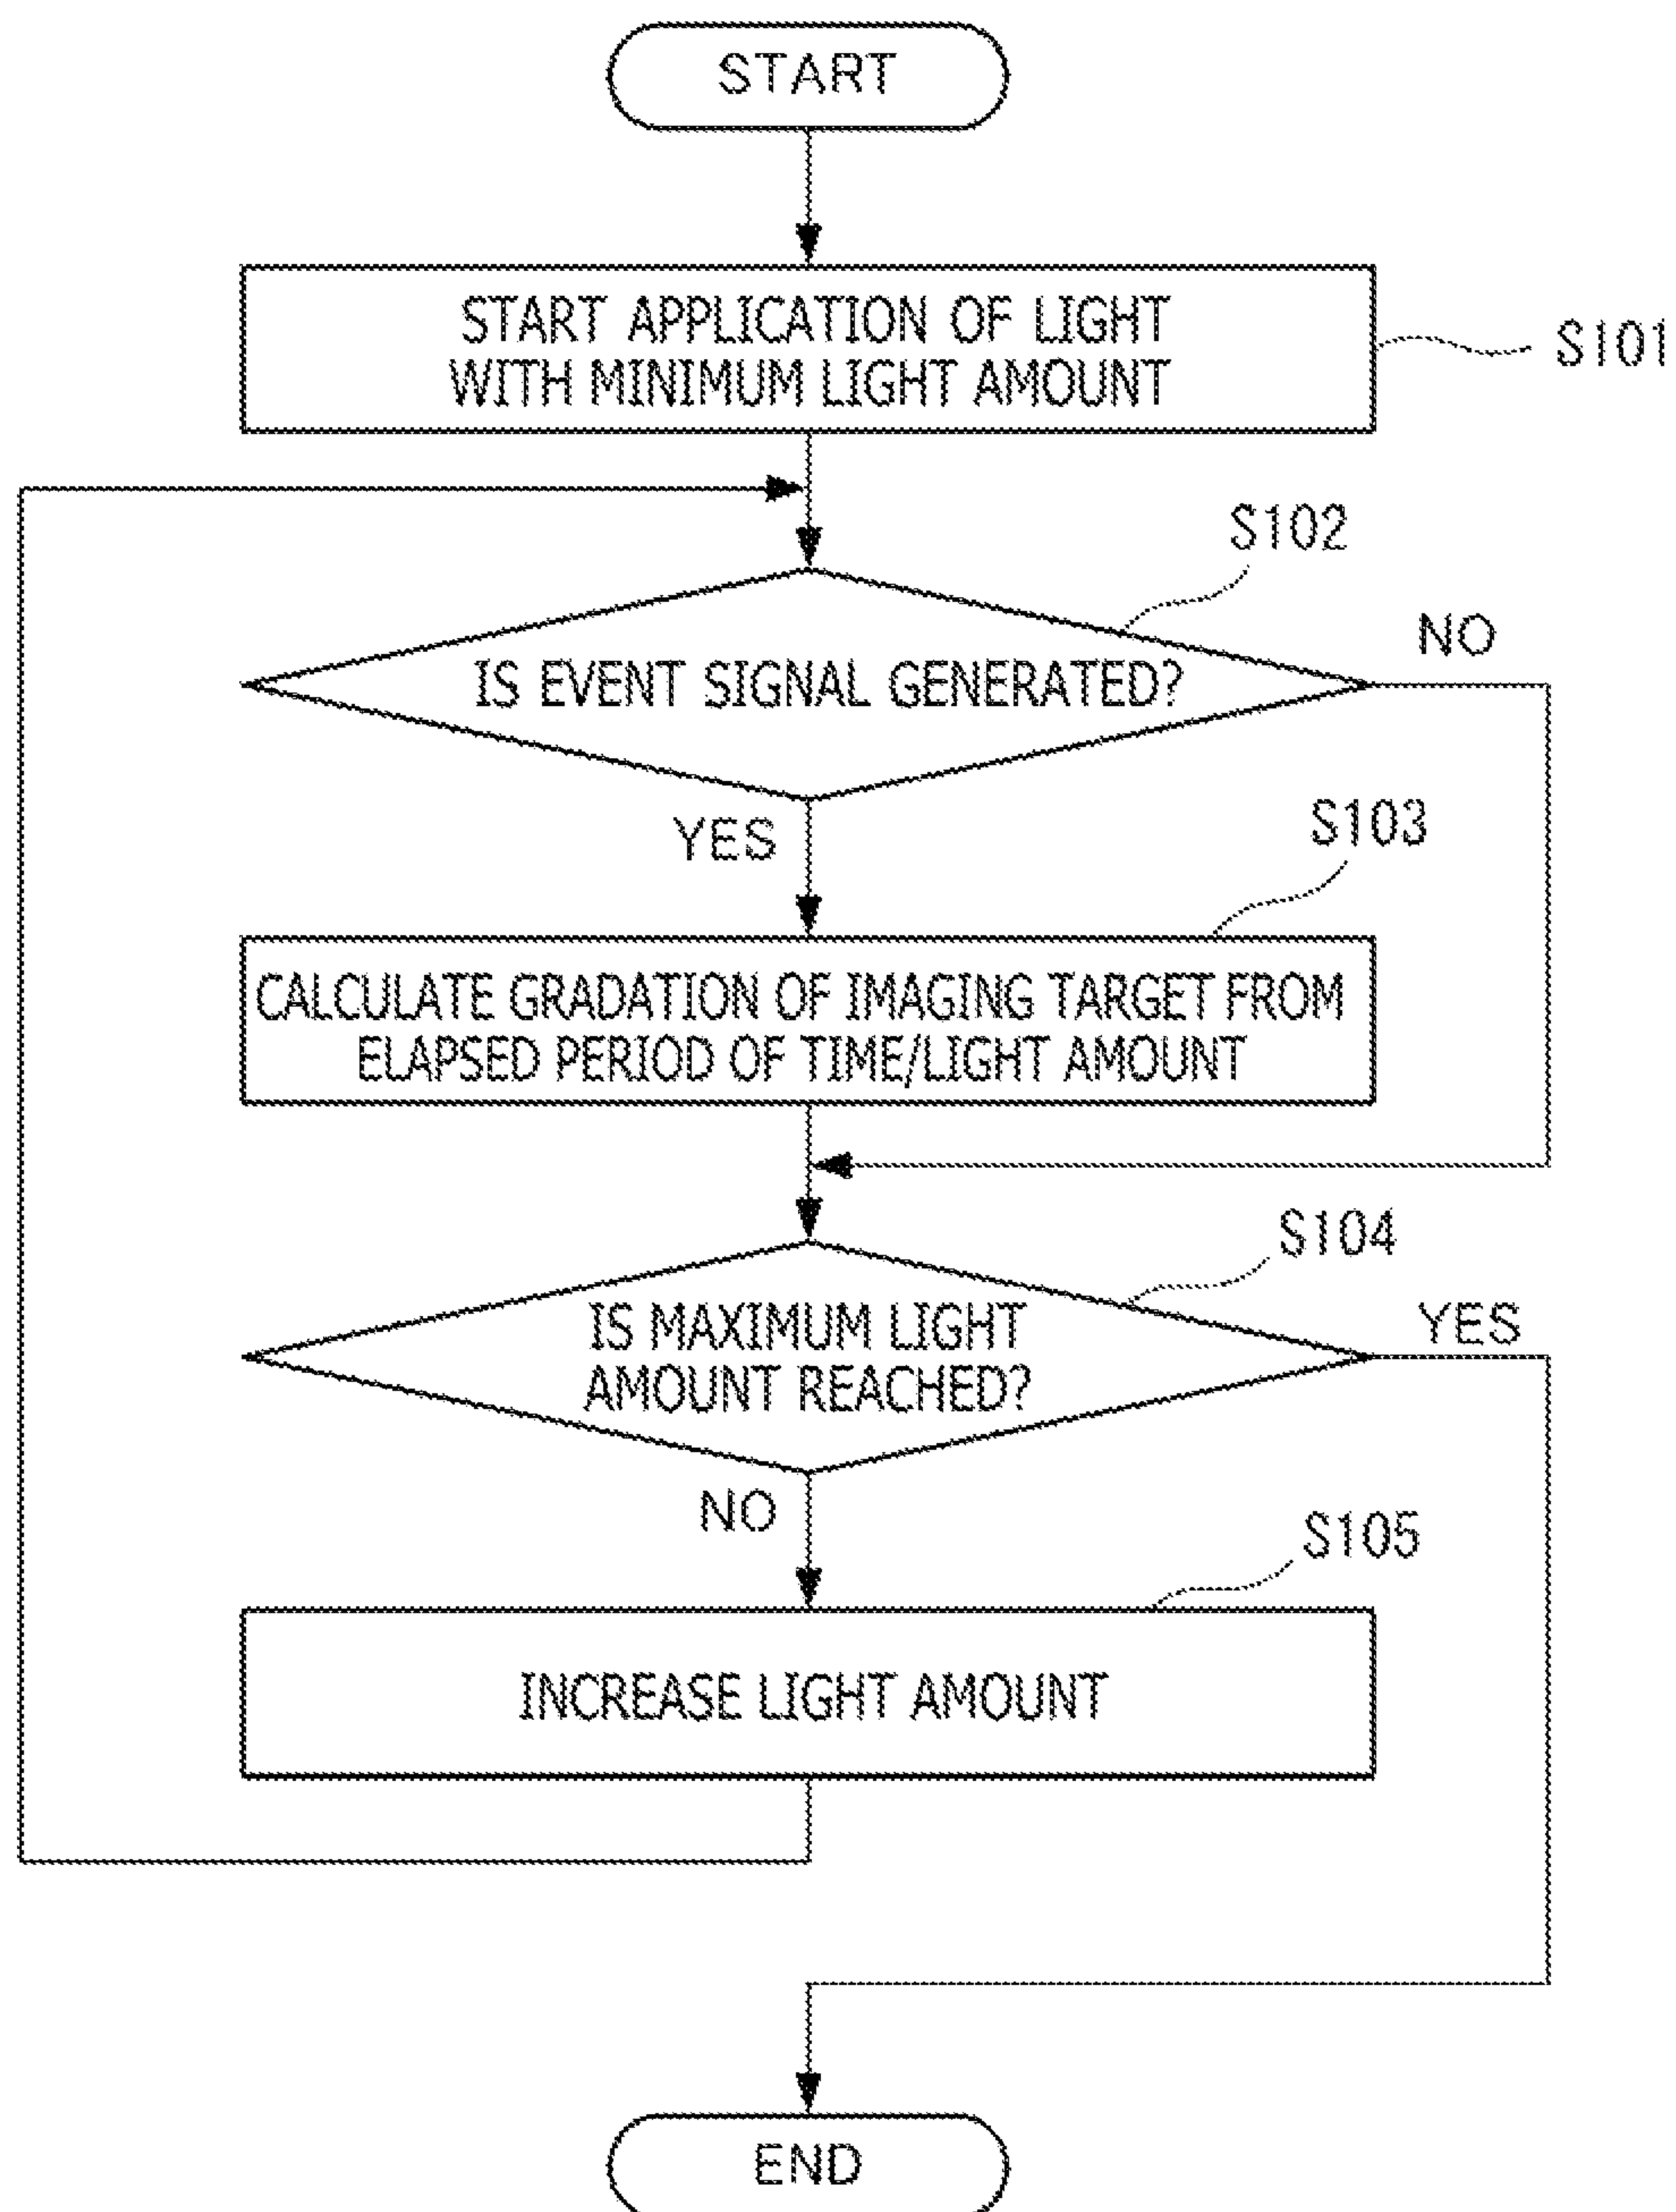 START
START APPLICATION OF LIGHT
WITH MINIMUM LIGHT AMOUNT
S101
S102
IS EVENT SIGNAL GENERATED?
NO
YES
S103
CALCULATE GRADATION OF IMAGING TARGET FROM
ELAPSED PERIOD OF TIME/LIGHT AMOUNT
S104
IS MAXIMUM LIGHT
AMOUNT REACHED?
YES
NO
S105
INCREASE LIGHT AMOUNT
END